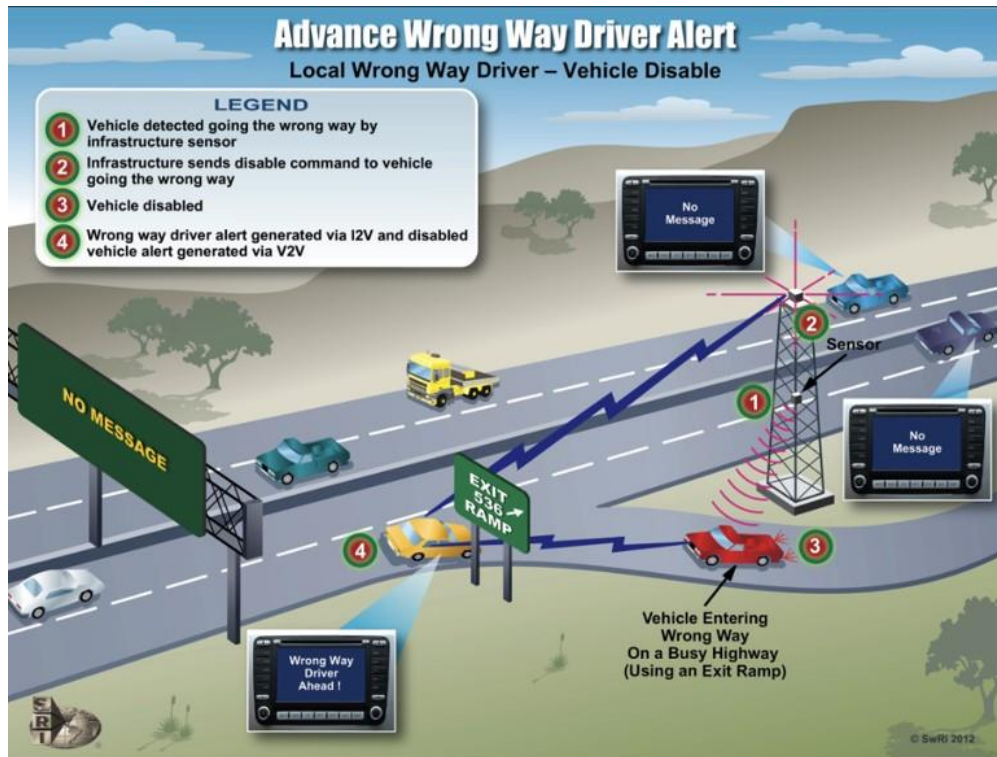 Advance Wrong Way Driver Alert
Local Wrong Way Driver – Vehicle Disable
LEGEND
1 Vehicle detected going the wrong way by
infrastructure sensor
2 Infrastructure sends disable command to vehicle
going the wrong way
3 Vehicle disabled
4 Wrong way driver alert generated via I2V and disabled
vehicle alert generated via V2V
No
Message
2
Sensor
1
No
Message
NO MESSAGE
EXIT
536
RAMP
4
3
Vehicle Entering
Wrong Way
On a Busy Highway
(Using an Exit Ramp)
Wrong Way
Driver
Ahead !
S
R
I
®
© SwRI 2012